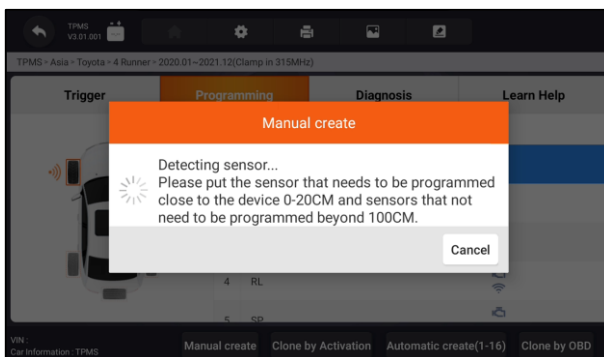 TPMS
V3.01.001
TPMS > Asia > Toyota > 4 Runner > 2020.01~2021.12(Clamp in 315MHz)
Trigger Programming Diagnosis Learn Help
Manual create
Detecting sensor...
Please put the sensor that needs to be programmed
close to the device 0-20CM and sensors that not
need to be programmed beyond 100CM.
Cancel
4 RL
5 SP
VIN :
Car Information : TPMS
Manual create Clone by Activation Automatic create(1-16) Clone by OBD